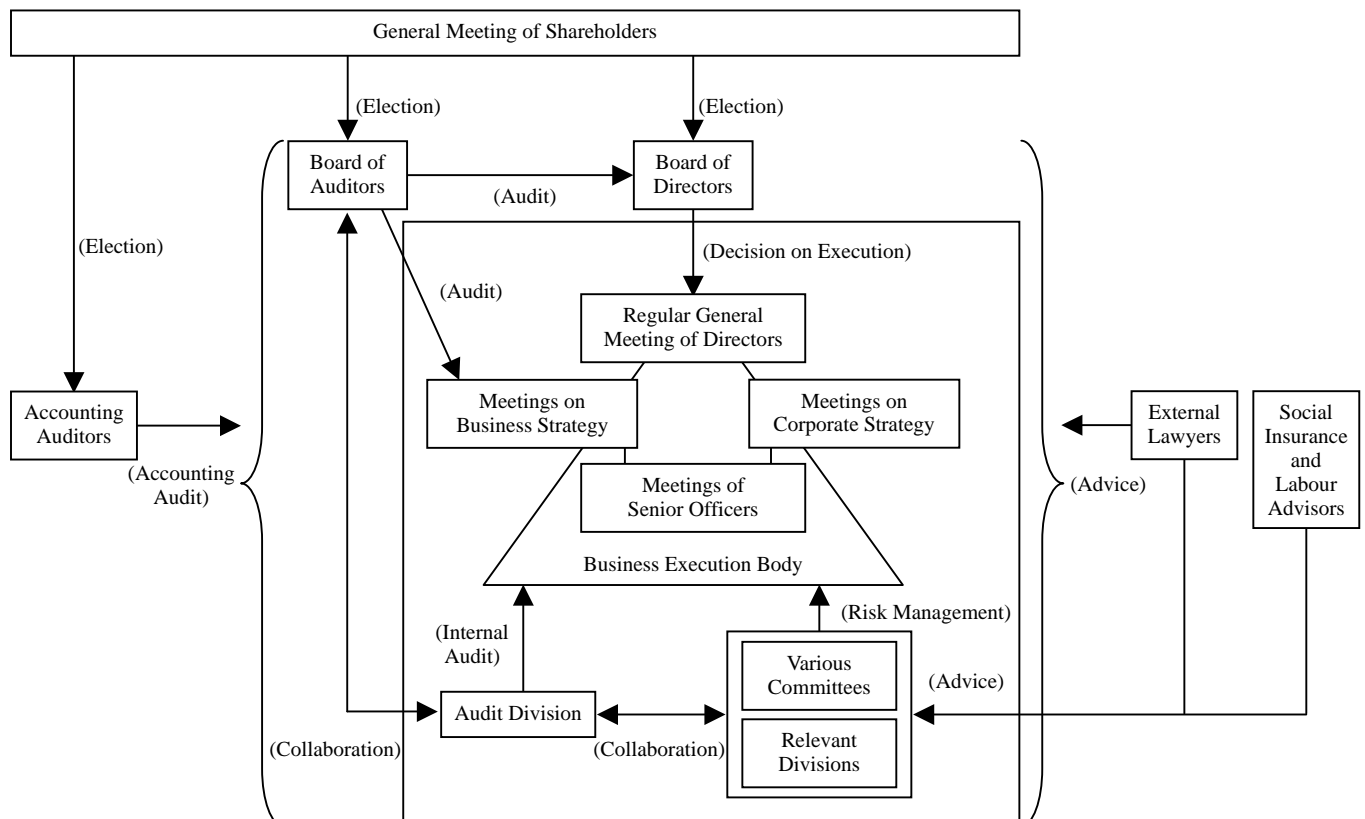 General Meeting of Shareholders
(Election)
(Election)
Board of
Auditors
Board of
Directors
(Audit)
(Election)
(Decision on Execution)
(Audit)
Regular General
Meeting of Directors
Accounting
Auditors
Meetings on
Business Strategy
Meetings on
Corporate Strategy
External
Lawyers
Social
Insurance
and
Labour
Advisors
(Accounting
Audit)
Meetings of
Senior Officers
(Advice)
Business Execution Body
(Internal
Audit)
(Risk Management)
Various
Committees
(Advice)
Audit Division
Relevant
Divisions
(Collaboration)
(Collaboration)